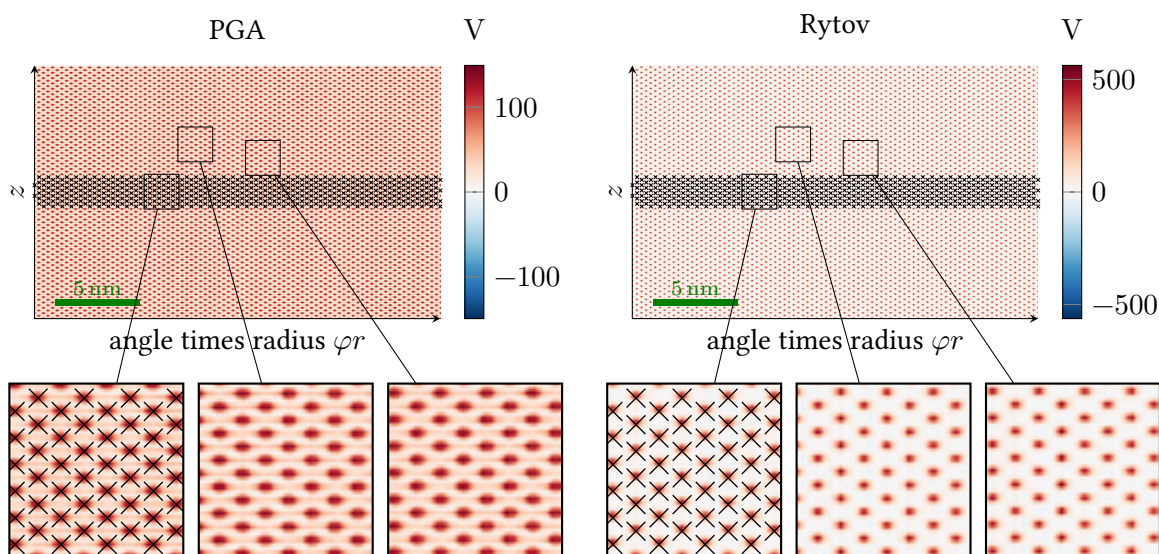 PGA
V
100
0
−100
z
5 nm
angle times radius φr
Rytov
V
500
0
−500
z
5 nm
angle times radius φr